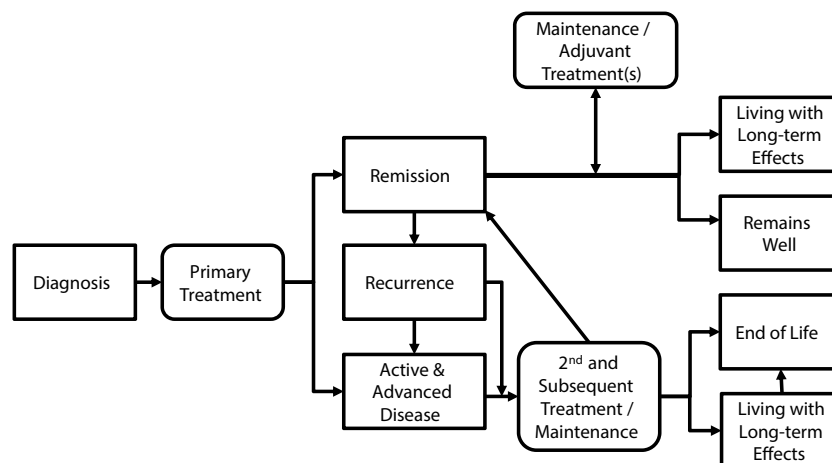 Maintenance /
Adjuvant
Treatment(s)
Living with
Long-term
Effects
Remission
Remains
Well
Diagnosis
Primary
Treatment
Recurrence
End of Life
Active &
Advanced
Disease
2nd and
Subsequent
Treatment /
Maintenance
Living with
Long-term
Effects